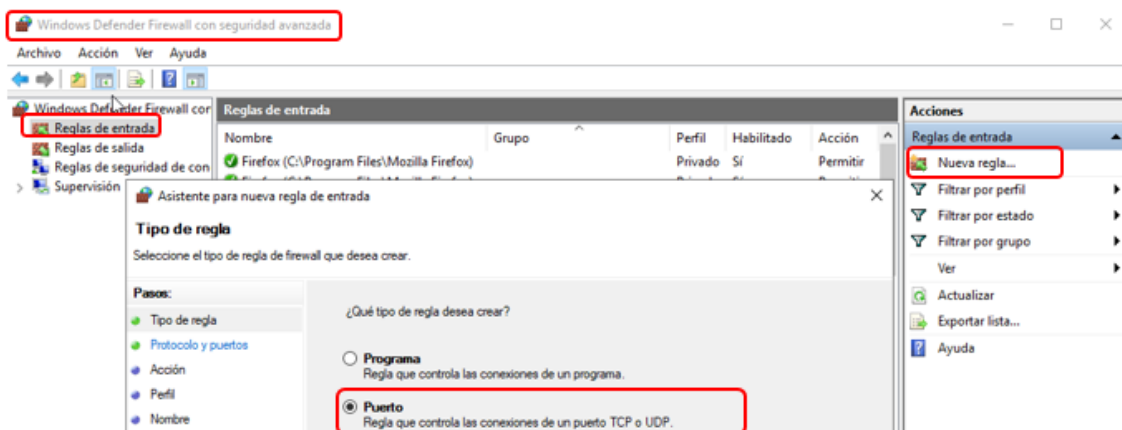 Windows Defender Firewall con seguridad avanzada
Archivo Acción Ver Ayuda
Windows Defender Firewall con
Reglas de entrada
Reglas de salida
Reglas de seguridad de con
Supervisión
Reglas de entrada
Nombre Grupo Perfil Habilitado Acción
Firefox (C:\Program Files\Mozilla Firefox) Privado Sí Permitir
Asistente para nueva regla de entrada
Tipo de regla
Seleccione el tipo de regla de firewall que desea crear.
Pasos:
Tipo de regla
Protocolo y puertos
Acción
Perfil
Nombre
¿Qué tipo de regla desea crear?
Programa
Regla que controla las conexiones de un programa.
Puerto
Regla que controla las conexiones de un puerto TCP o UDP.
Acciones
Reglas de entrada
Nueva regla...
Filtrar por perfil
Filtrar por estado
Filtrar por grupo
Ver
Actualizar
Exportar lista...
Ayuda